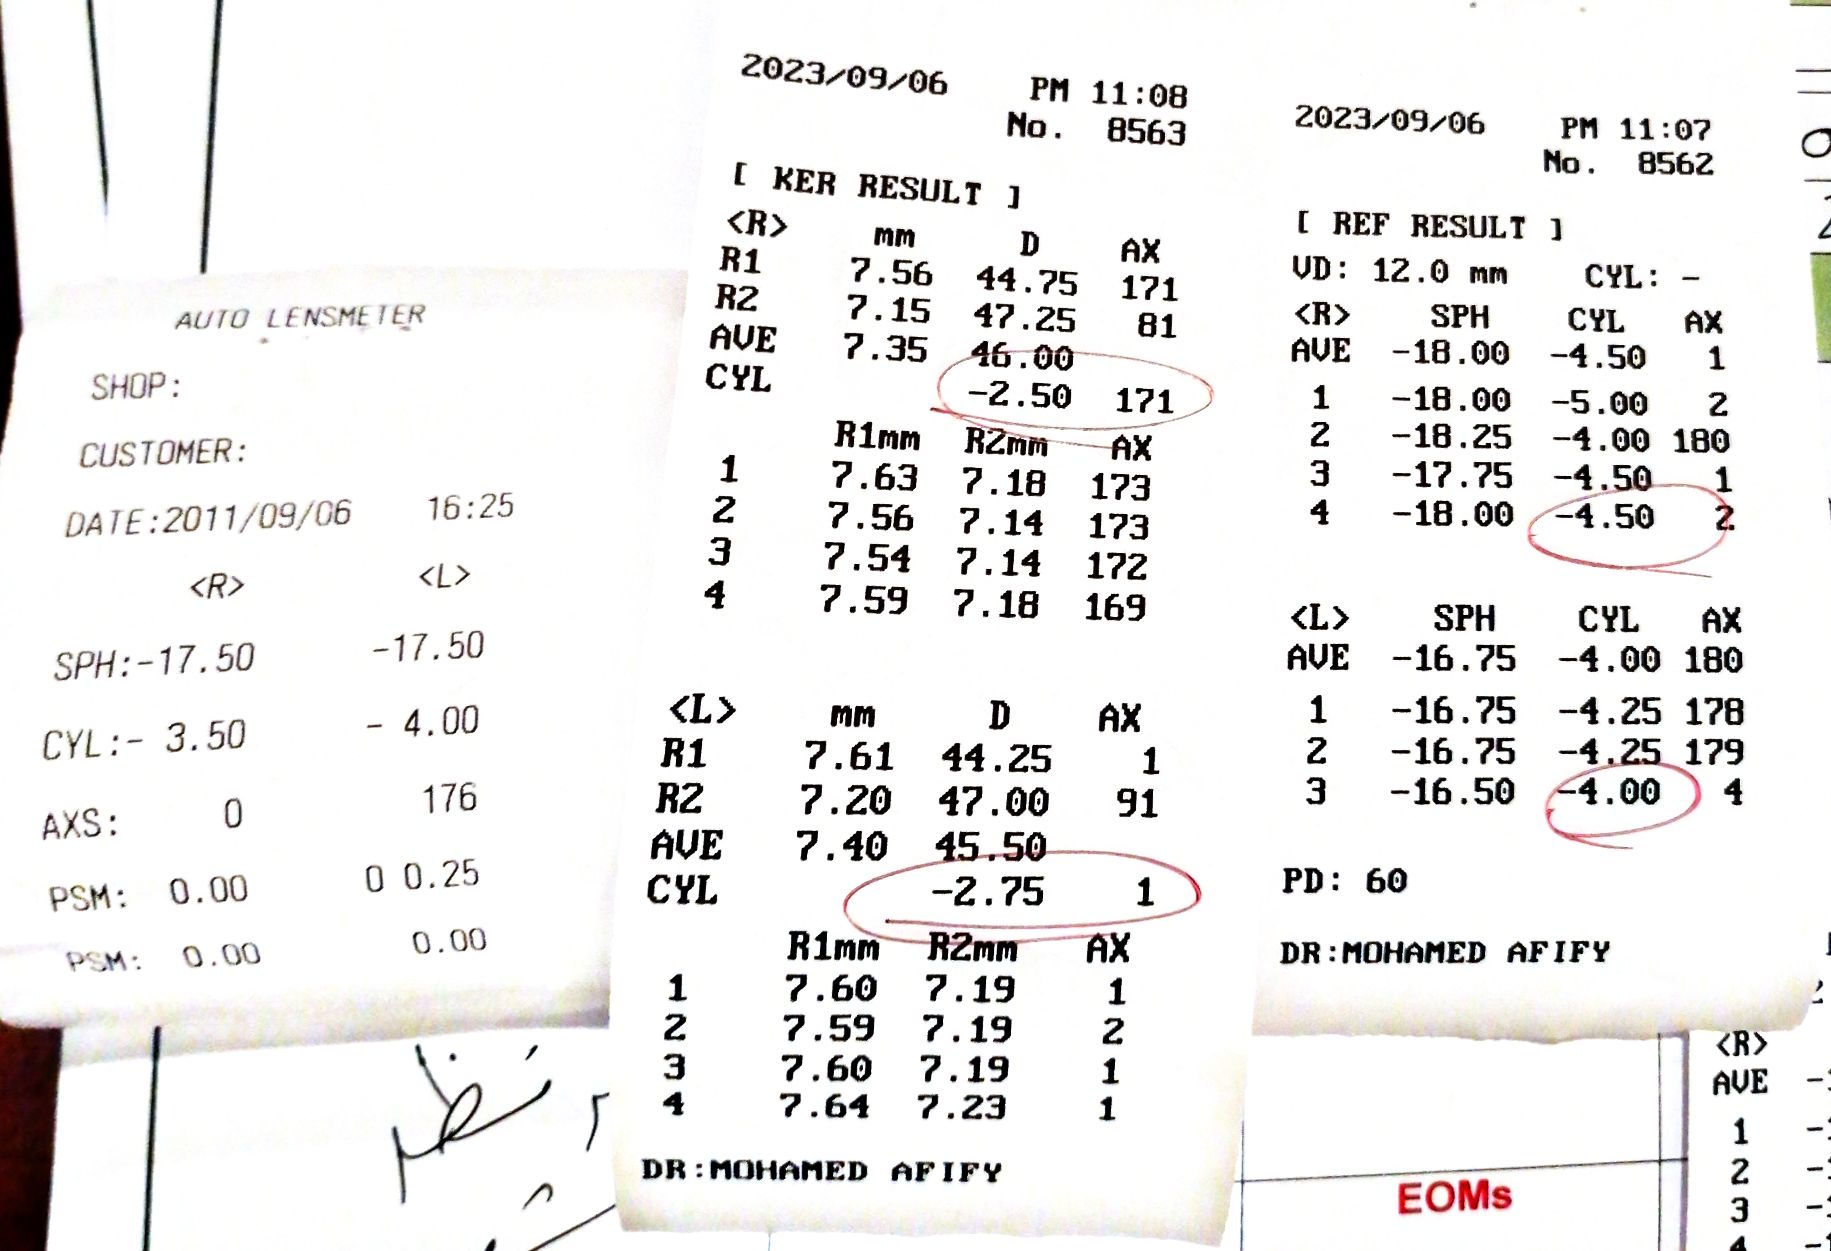 AUTO LENSMETER
SHOP:
CUSTOMER:
DATE:2011/09/06 16:25
<R> <L>
SPH:-17.50 -17.50
CYL:- 3.50 - 4.00
AXS: 0 176
PSM: 0.00 0 0.25
PSM: 0.00 0.00
2023/09/06 PM 11:08
No. 8563
[ KER RESULT ]
<R> mm D AX
R1 7.56 44.75 171
R2 7.15 47.25 81
AVE 7.35 46.00
CYL -2.50 171
R1mm R2mm AX
1 7.63 7.18 173
2 7.56 7.14 173
3 7.54 7.14 172
4 7.59 7.18 169
<L> mm D AX
R1 7.61 44.25 1
R2 7.20 47.00 91
AVE 7.40 45.50
CYL -2.75 1
R1mm R2mm AX
1 7.60 7.19 1
2 7.59 7.19 2
3 7.60 7.19 1
4 7.64 7.23 1
DR:MOHAMED AFIFY
2023/09/06 PM 11:07
No. 8562
[ REF RESULT ]
VD: 12.0 mm CYL: -
<R> SPH CYL AX
AVE -18.00 -4.50 1
1 -18.00 -5.00 2
2 -18.25 -4.00 180
3 -17.75 -4.50 1
4 -18.00 -4.50 2
<L> SPH CYL AX
AVE -16.75 -4.00 180
1 -16.75 -4.25 178
2 -16.75 -4.25 179
3 -16.50 -4.00 4
PD: 60
DR:MOHAMED AFIFY
<R>
AVE
1
2
3
4
EOMs